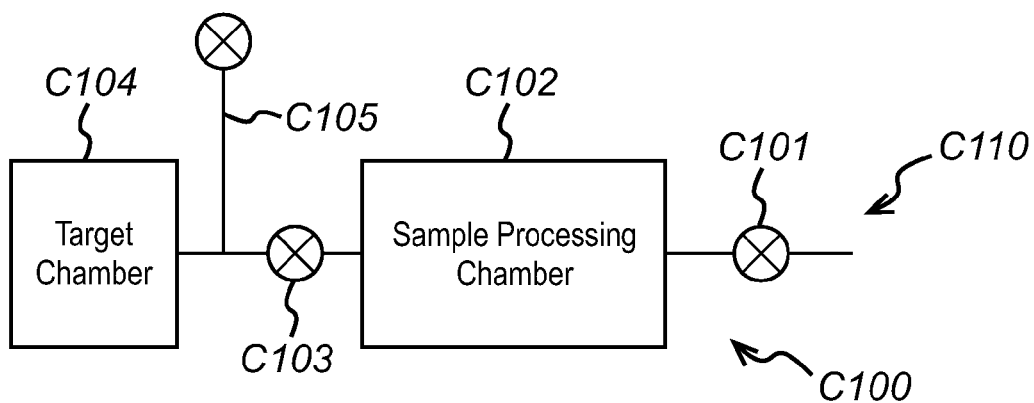 C104
C105
C102
C101
C110
Target
Chamber
Sample Processing
Chamber
C103
C100